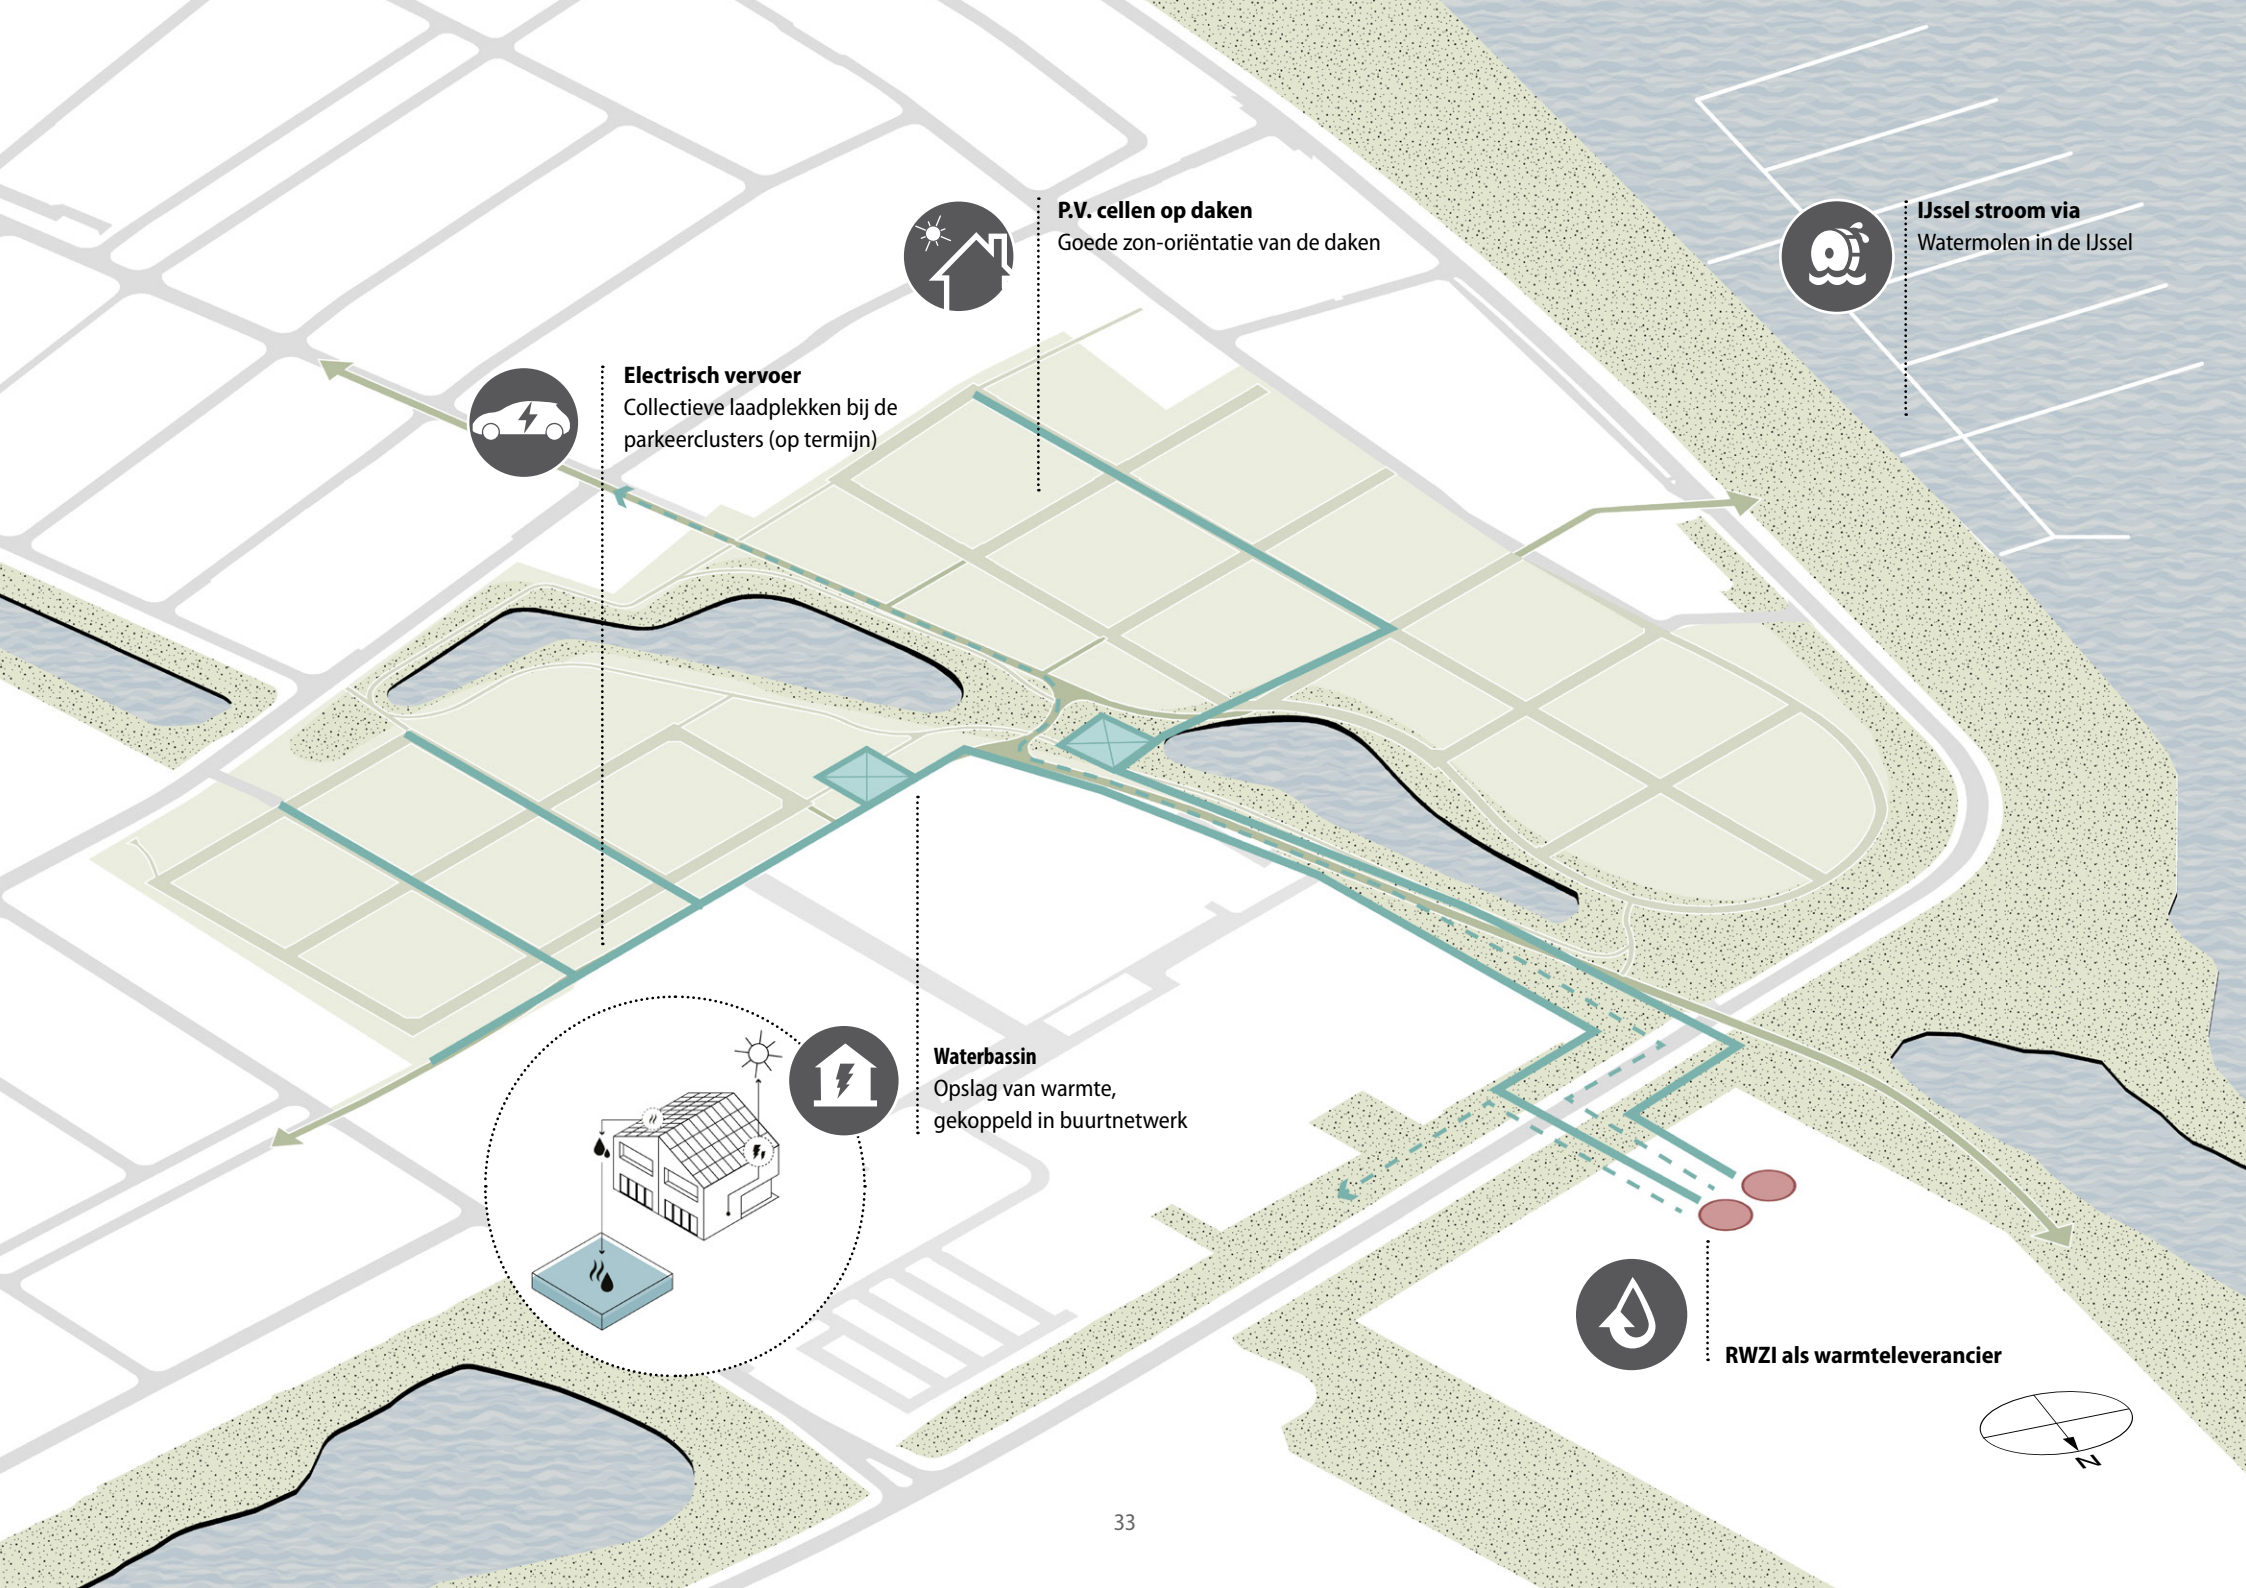 P.V. cellen op daken
Goede zon-oriëntatie van de daken
IJssel stroom via
Watermolen in de IJssel
Electrisch vervoer
Collectieve laadplekken bij de
parkeerclusters (op termijn)
Waterbassin
Opslag van warmte,
gekoppeld in buurtnetwerk
RWZI als warmteleverancier
N
33